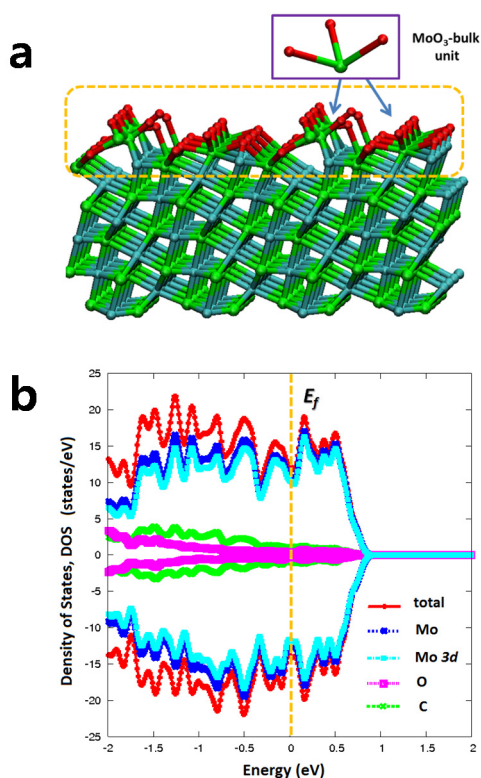 a
MoO₃-bulk
unit
b
Density of States, DOS (states/eV)
25
20
15
10
5
0
-5
-10
-15
-20
-25
E_f
total
Mo
Mo 3d
O
C
-2
-1.5
-1
-0.5
0
0.5
1
1.5
2
Energy (eV)